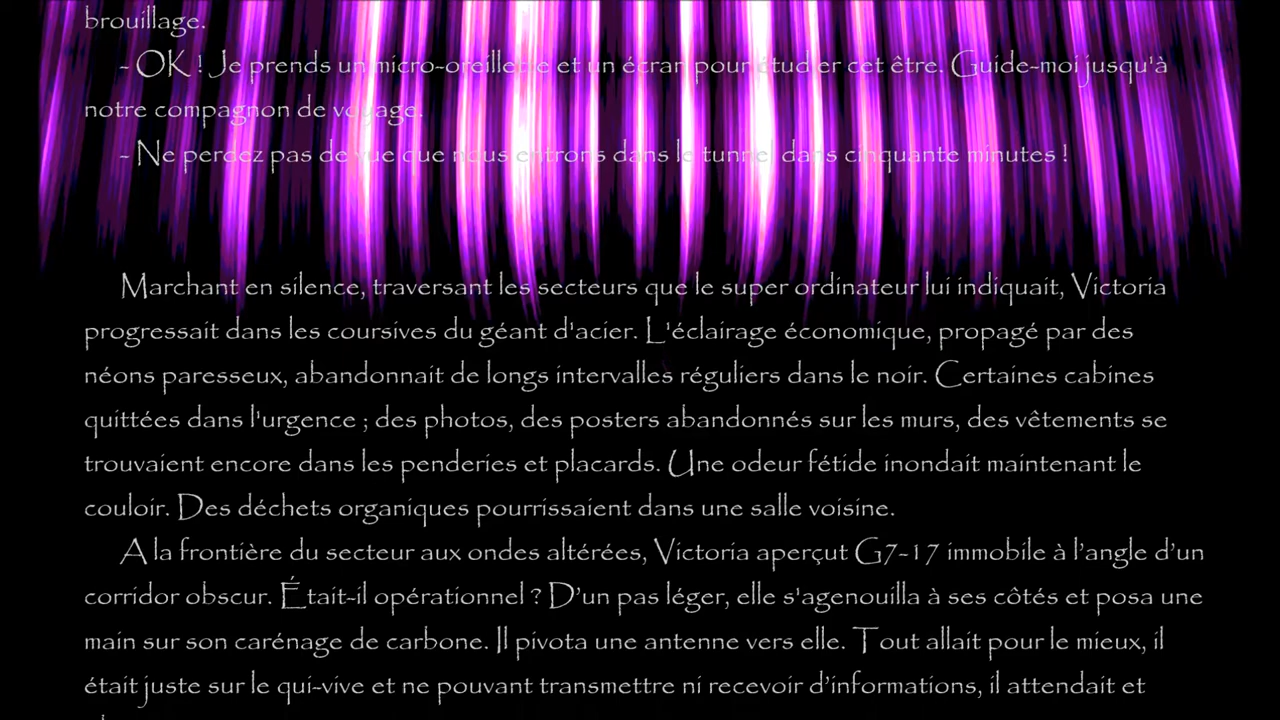 brouillage.
- OK ! Je prends un micro-oreillette et un écran pour étudier cet être. Guide-moi jusqu'à
notre compagnon de voyage.
- Ne perdez pas de vue que nous entrons dans le tunnel dans cinquante minutes !
Marchant en silence, traversant les secteurs que le super ordinateur lui indiquait, Victoria
progressait dans les coursives du géant d'acier. L'éclairage économique, propagé par des
néons paresseux, abandonnait de longs intervalles réguliers dans le noir. Certaines cabines
quittées dans l'urgence ; des photos, des posters abandonnés sur les murs, des vêtements se
trouvaient encore dans les penderies et placards. Une odeur fétide inondait maintenant le
couloir. Des déchets organiques pourrissaient dans une salle voisine.
A la frontière du secteur aux ondes altérées, Victoria aperçut G7-17 immobile à l’angle d’un
corridor obscur. Était-il opérationnel ? D’un pas léger, elle s'agenouilla à ses côtés et posa une
main sur son carénage de carbone. Il pivota une antenne vers elle. Tout allait pour le mieux, il
était juste sur le qui-vive et ne pouvant transmettre ni recevoir d’informations, il attendait et